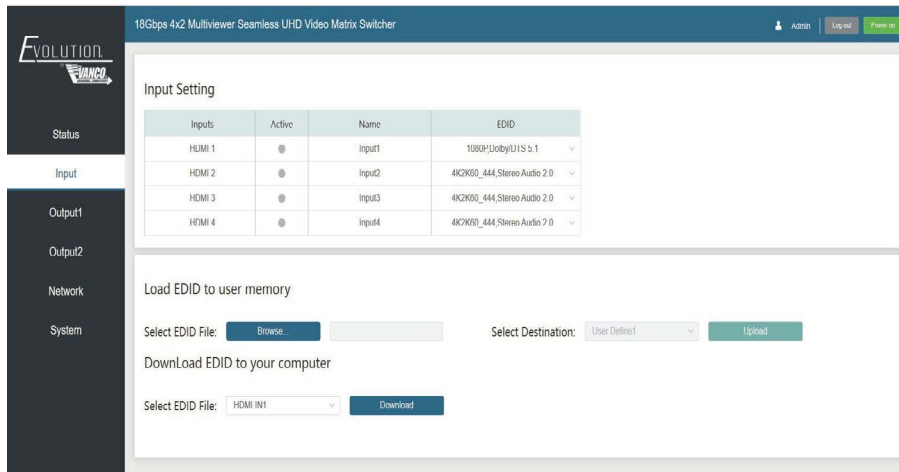 18Gbps 4x2 Multiviewer Seamless UHD Video Matrix Switcher
Admin
Log out
Power on
EVOLUTION
BY
EVANCO
Status
Input
Output1
Output2
Network
System
Input Setting
Inputs Active Name EDID
HDMI 1 Input1 1080P,Dolby/DTS 5.1
HDMI 2 Input2 4K2K60_444,Stereo Audio 2.0
HDMI 3 Input3 4K2K60_444,Stereo Audio 2.0
HDMI 4 Input4 4K2K60_444,Stereo Audio 2.0
Load EDID to user memory
Select EDID File: Browse... Select Destination: User Define1 Upload
DownLoad EDID to your computer
Select EDID File: HDMI IN1 Download